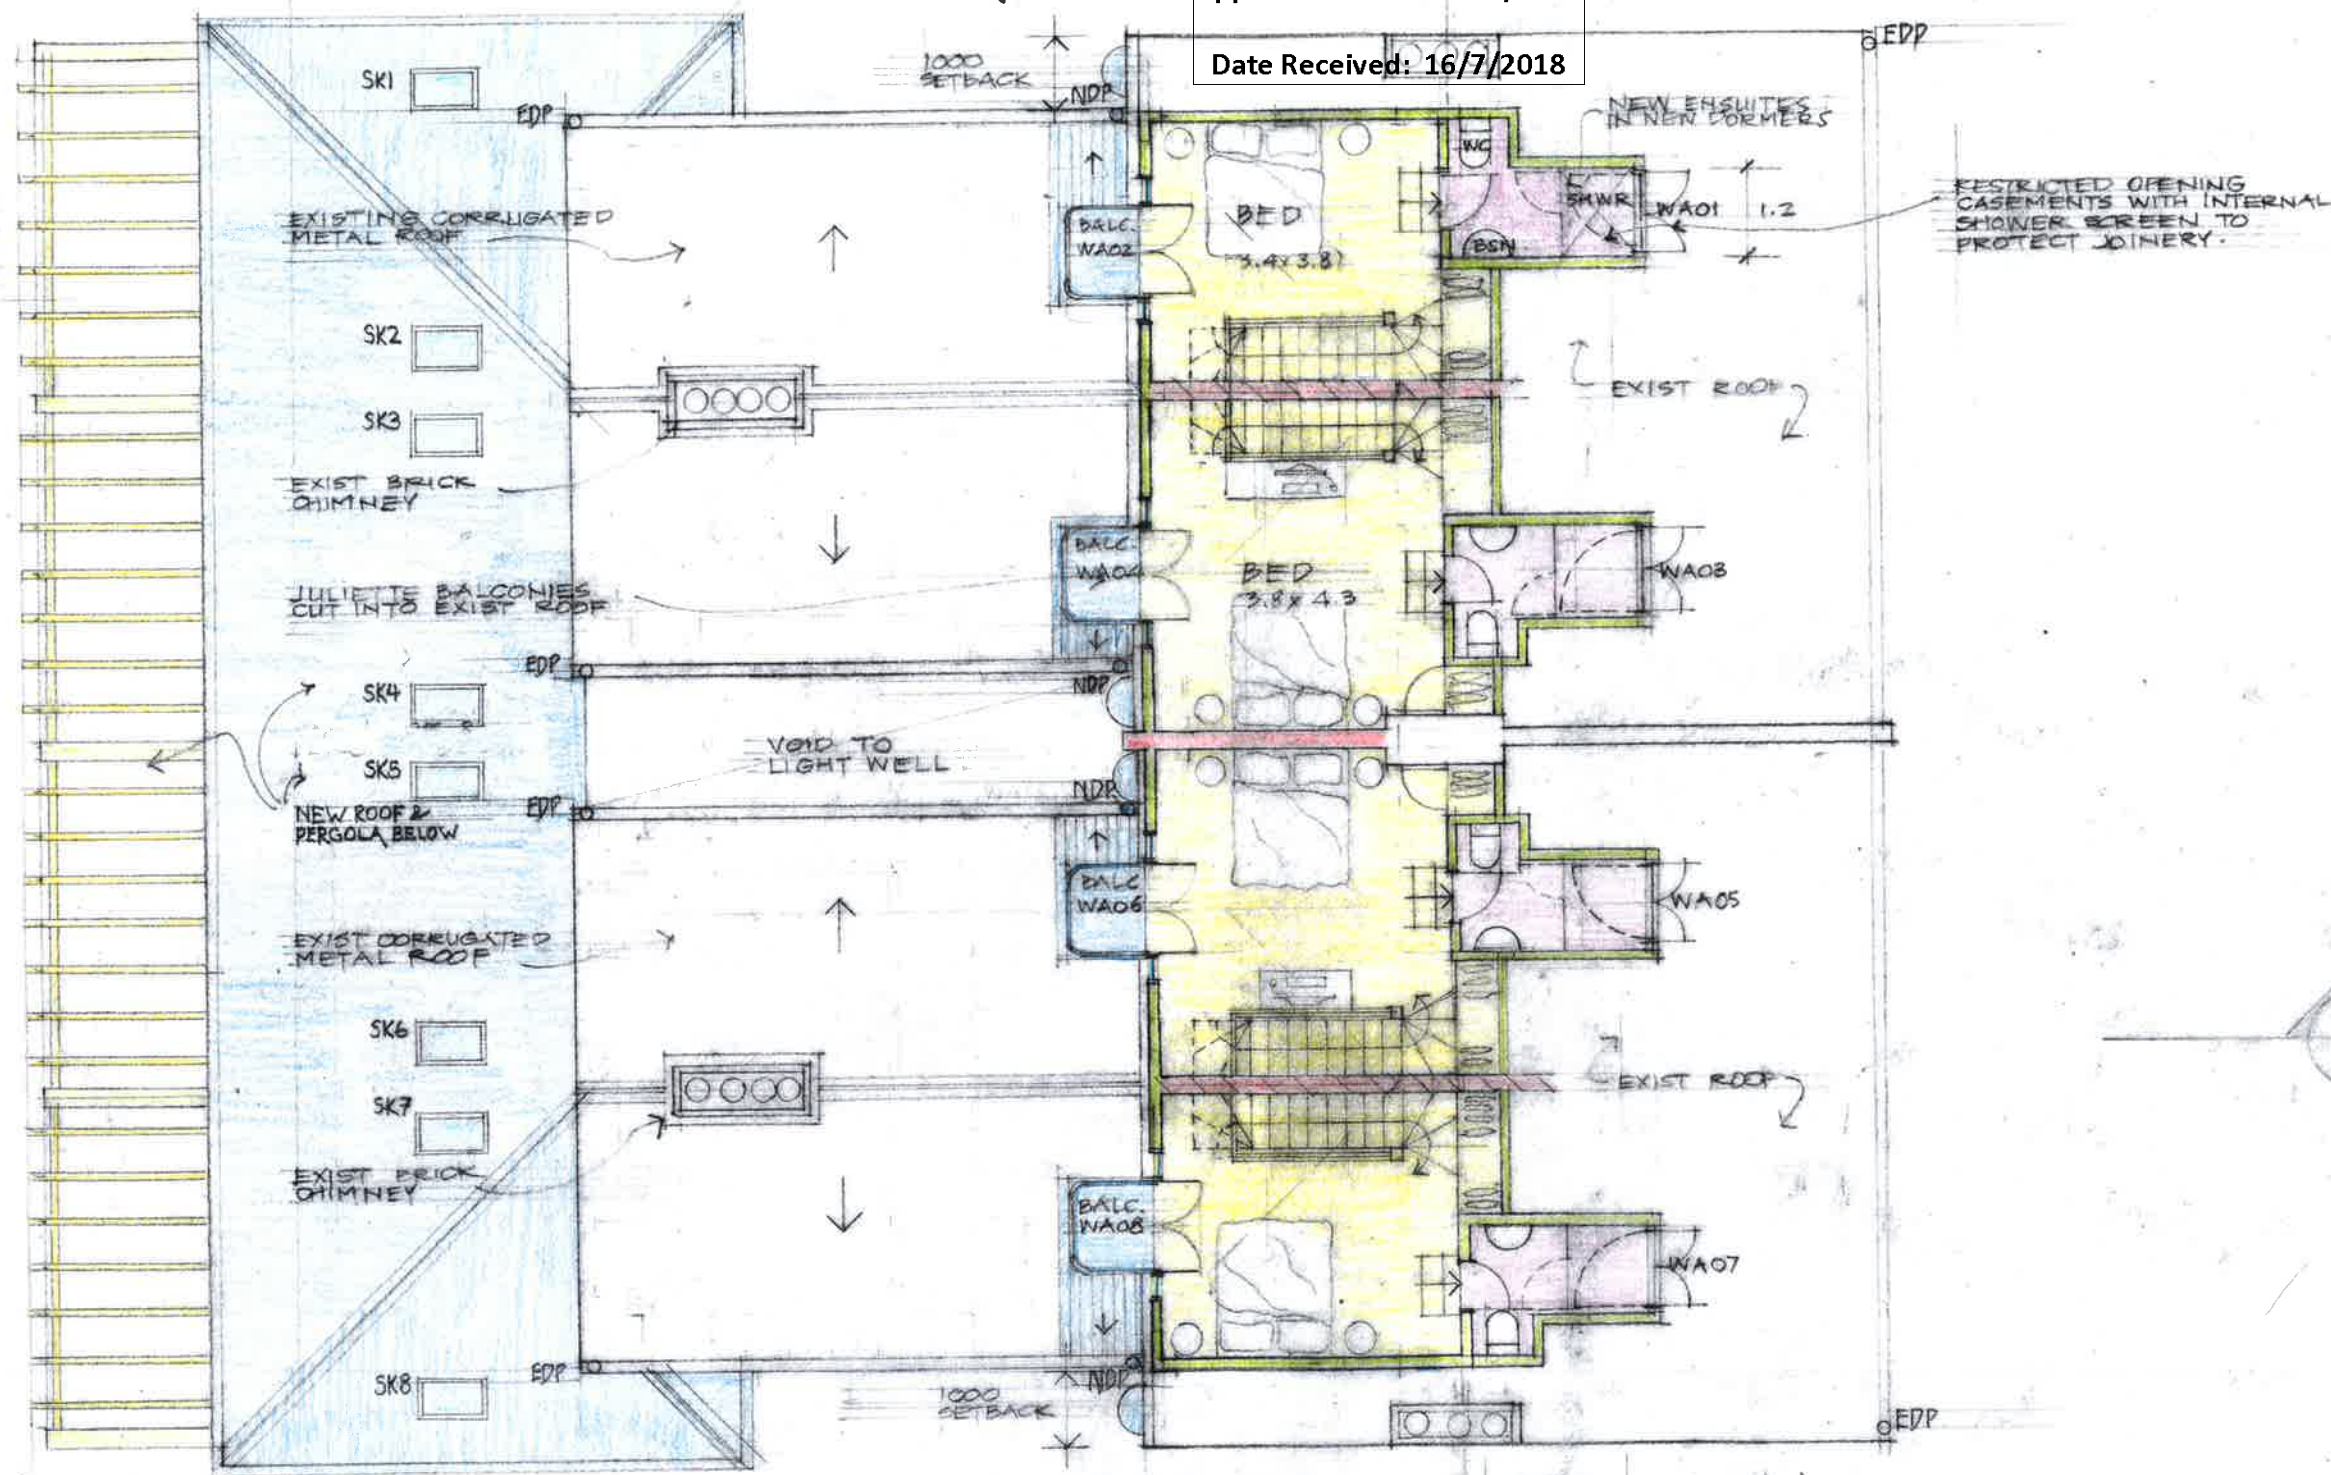 Date Received: 16/7/2018
EDP
SK1
1000
SETBACK
NDP
EDP
NEW ENSUITES
IN NEW DORMERS
WC
SHWR
WA01
1.2
BSN
RESTRICTED OPENING
CASEMENTS WITH INTERNAL
SHOWER SCREEN TO
PROTECT JOINERY.
EXISTING CORRUGATED
METAL ROOF
BALC.
WA02
BED
3.4x3.8
SK2
SK3
EXIST ROOF
EXIST BRICK
CHIMNEY
JULIETTE BALCONIES
CUT INTO EXIST ROOF
BALC.
WA04
BED
3.8x4.3
WA03
EDP
SK4
NDP
VOID TO
LIGHT WELL
SK5
NDP
EDP
NEW ROOF &
PERGOLA BELOW
BALC
WA06
WA05
EXIST CORRUGATED
METAL ROOF
SK6
SK7
EXIST ROOF
EXIST BRICK
CHIMNEY
BALC.
WA08
WA07
EDP
SK8
NDP
1000
SETBACK
EDP